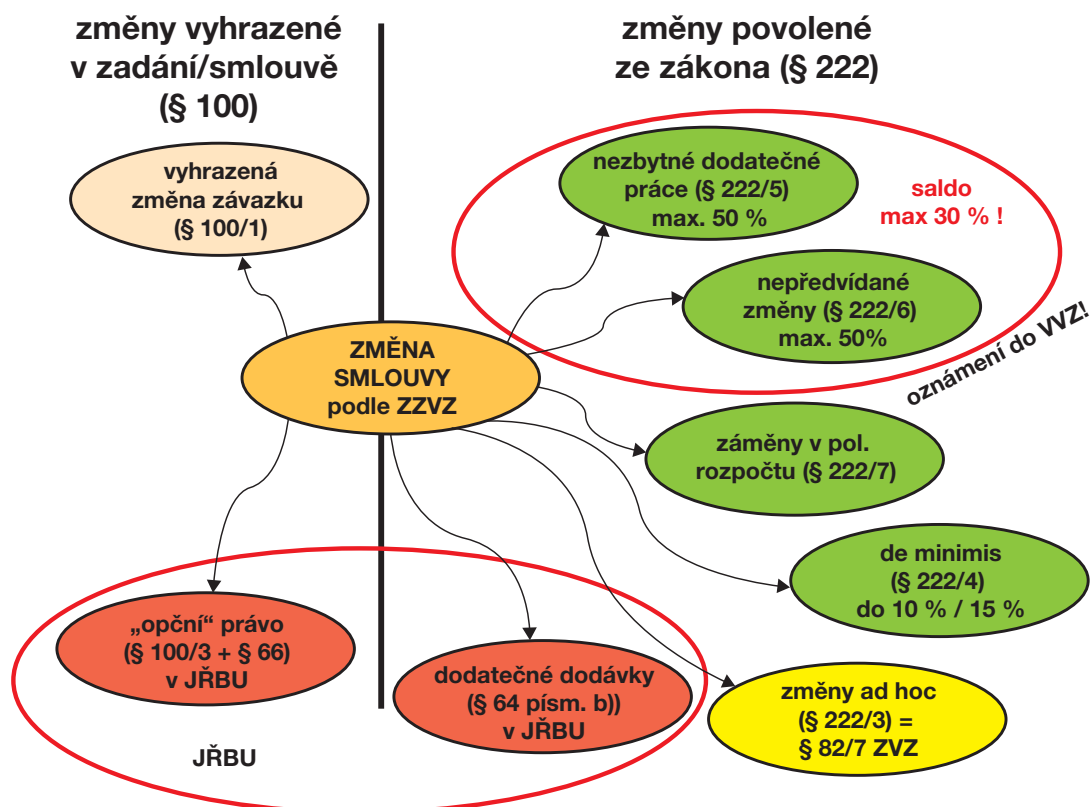 změny vyhrazené
v zadání/smlouvě
(§ 100)
změny povolené
ze zákona (§ 222)
vyhrazená
změna závazku
(§ 100/1)
nezbytné dodatečné
práce (§ 222/5)
max. 50 %
saldo
max 30 % !
nepředvídané
změny (§ 222/6)
max. 50%
oznámení do VVZ!
ZMĚNA
SMLOUVY
podle ZZVZ
záměny v pol.
rozpočtu (§ 222/7)
de minimis
(§ 222/4)
do 10 % / 15 %
„opční“ právo
(§ 100/3 + § 66)
v JŘBU
dodatečné dodávky
(§ 64 písm. b))
v JŘBU
změny ad hoc
(§ 222/3) =
§ 82/7 ZVZ
JŘBU